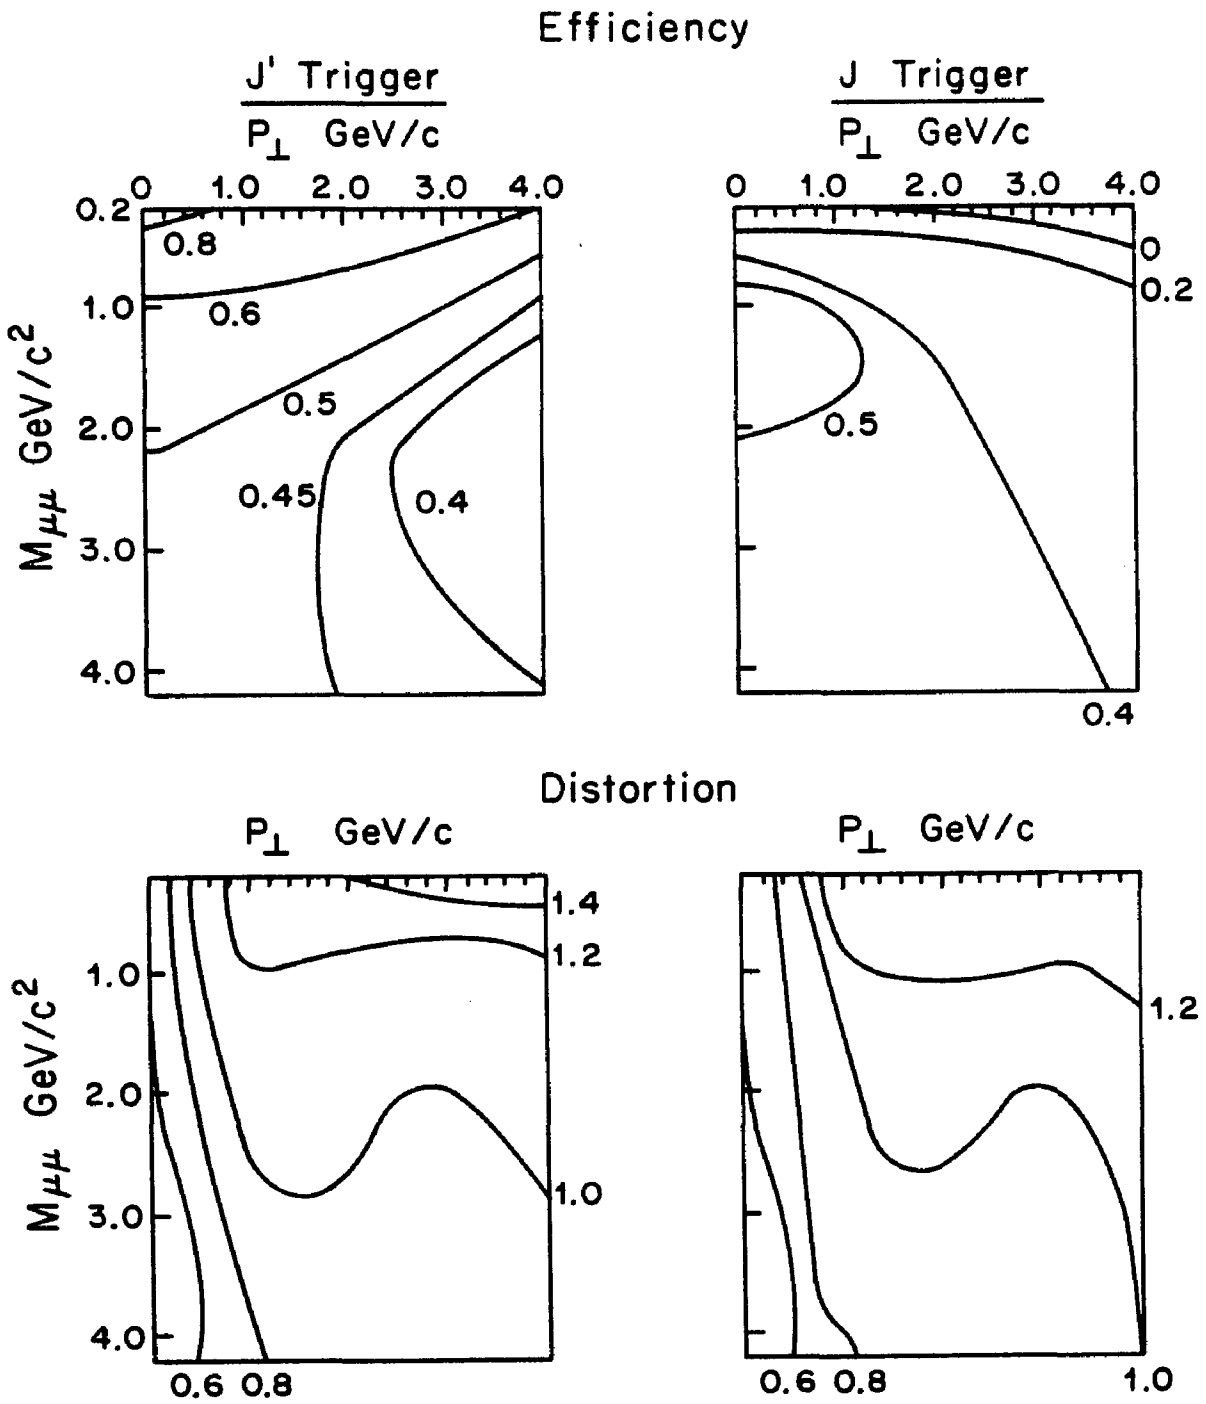 Efficiency
J' Trigger
P⊥ GeV/c
0 1.0 2.0 3.0 4.0
0.2
1.0
2.0
3.0
4.0
Mμμ GeV/c²
0.8
0.6
0.5
0.45
0.4
J Trigger
P⊥ GeV/c
0 1.0 2.0 3.0 4.0
0
0.2
0.5
0.4
Distortion
P⊥ GeV/c
1.0
2.0
3.0
4.0
Mμμ GeV/c²
1.4
1.2
1.0
0.6 0.8
P⊥ GeV/c
1.2
0.6 0.8 1.0